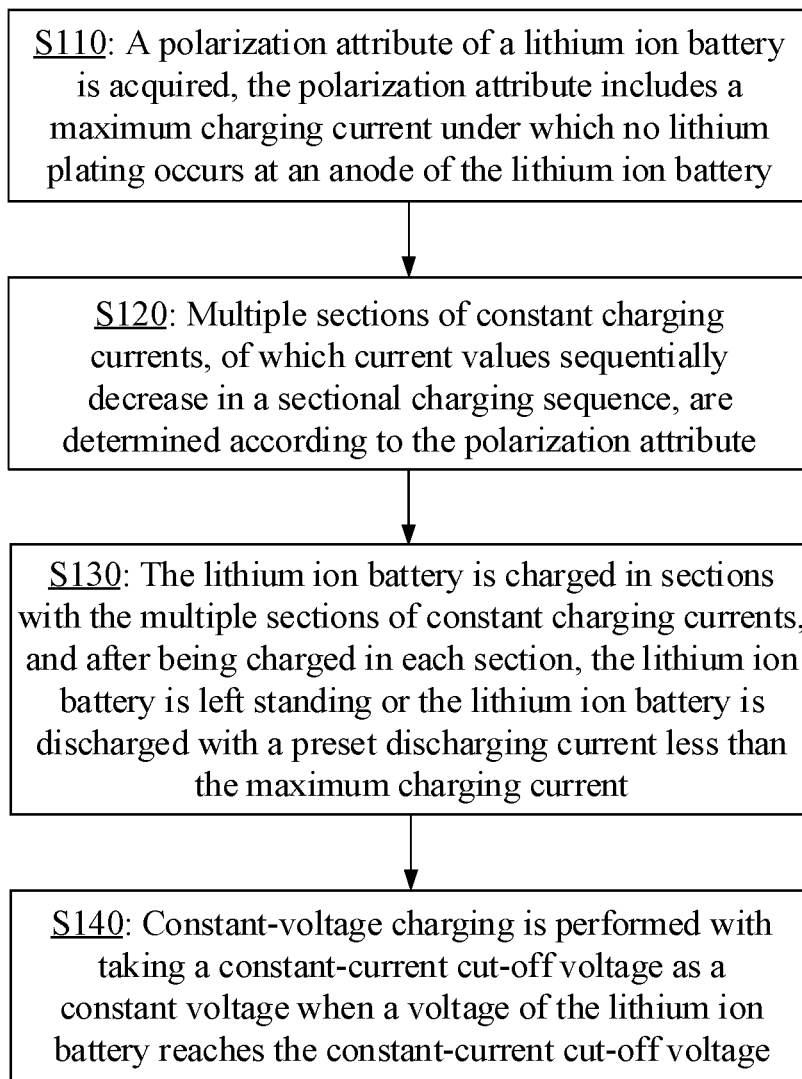 S110: A polarization attribute of a lithium ion battery
is acquired, the polarization attribute includes a
maximum charging current under which no lithium
plating occurs at an anode of the lithium ion battery
S120: Multiple sections of constant charging
currents, of which current values sequentially
decrease in a sectional charging sequence, are
determined according to the polarization attribute
S130: The lithium ion battery is charged in sections
with the multiple sections of constant charging currents,
and after being charged in each section, the lithium ion
battery is left standing or the lithium ion battery is
discharged with a preset discharging current less than
the maximum charging current
S140: Constant-voltage charging is performed with
taking a constant-current cut-off voltage as a
constant voltage when a voltage of the lithium ion
battery reaches the constant-current cut-off voltage